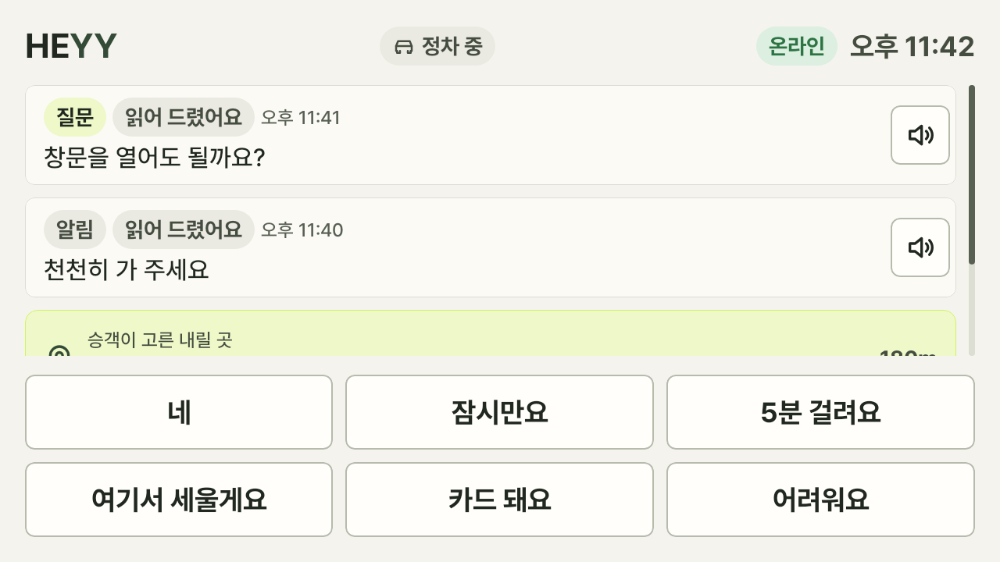 HEYY
정차 중
온라인 오후 11:42
질문 읽어 드렸어요 오후 11:41
창문을 열어도 될까요?
알림 읽어 드렸어요 오후 11:40
천천히 가 주세요
승객이 고른 내릴 곳
네
잠시만요
5분 걸려요
여기서 세울게요
카드 돼요
어려워요